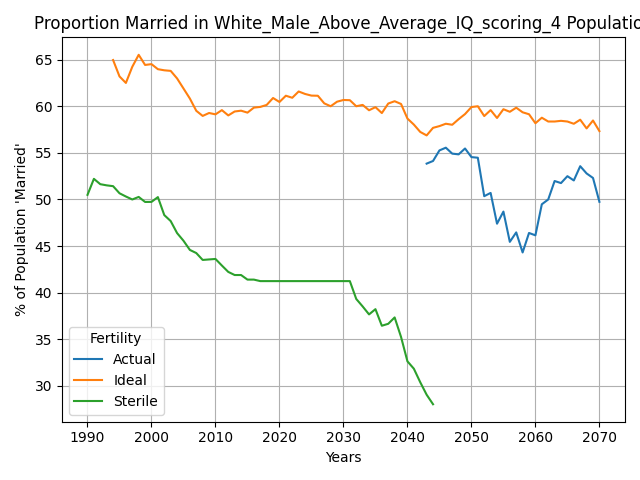 Proportion Married in White_Male_Above_Average_IQ_scoring_4 Populatio
% of Population 'Married'
65
60
55
50
45
40
35
30
Fertility
Actual
Ideal
Sterile
1990 2000 2010 2020 2030 2040 2050 2060 2070
Years